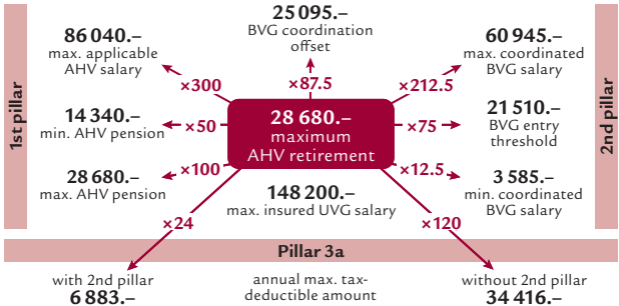 25 095.–
BVG coordination
offset
86 040.–
max. applicable
AHV salary
60 945.–
max. coordinated
BVG salary
×300
×87.5
×212.5
1st pillar
14 340.–
min. AHV pension
×50
28 680.–
maximum
AHV retirement
×75
21 510.–
BVG entry
threshold
2nd pillar
×100
×12.5
28 680.–
max. AHV pension
148 200.–
max. insured UVG salary
3 585.–
min. coordinated
BVG salary
×24
×120
Pillar 3a
with 2nd pillar
6 883.–
annual max. tax-
deductible amount
without 2nd pillar
34 416.–